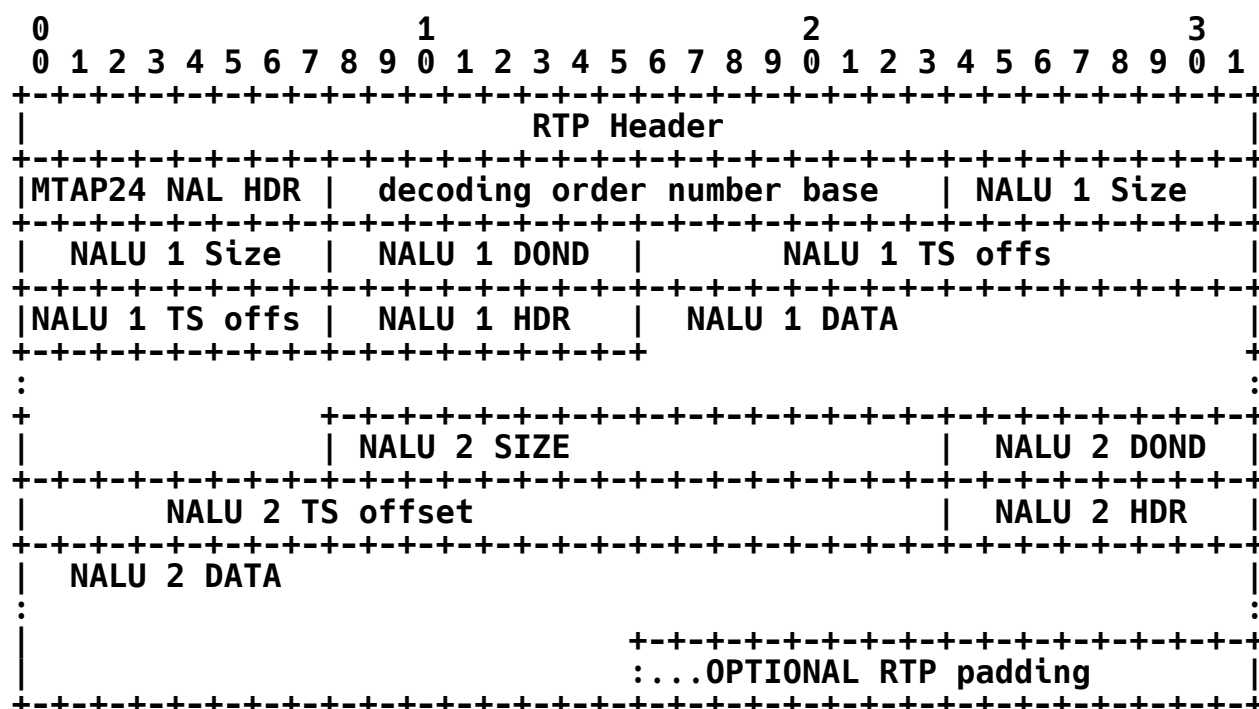 0                   1                   2                   3
 0 1 2 3 4 5 6 7 8 9 0 1 2 3 4 5 6 7 8 9 0 1 2 3 4 5 6 7 8 9 0 1
+-+-+-+-+-+-+-+-+-+-+-+-+-+-+-+-+-+-+-+-+-+-+-+-+-+-+-+-+-+-+-+-+
|                          RTP Header                           |
+-+-+-+-+-+-+-+-+-+-+-+-+-+-+-+-+-+-+-+-+-+-+-+-+-+-+-+-+-+-+-+-+
|MTAP24 NAL HDR |  decoding order number base   | NALU 1 Size   |
+-+-+-+-+-+-+-+-+-+-+-+-+-+-+-+-+-+-+-+-+-+-+-+-+-+-+-+-+-+-+-+-+
|  NALU 1 Size  |  NALU 1 DOND  |       NALU 1 TS offs          |
+-+-+-+-+-+-+-+-+-+-+-+-+-+-+-+-+-+-+-+-+-+-+-+-+-+-+-+-+-+-+-+-+
|NALU 1 TS offs |  NALU 1 HDR   |  NALU 1 DATA                  |
+-+-+-+-+-+-+-+-+-+-+-+-+-+-+-+-+                               +
:                                                               :
+               +-+-+-+-+-+-+-+-+-+-+-+-+-+-+-+-+-+-+-+-+-+-+-+-+
|               | NALU 2 SIZE                   |  NALU 2 DOND  |
+-+-+-+-+-+-+-+-+-+-+-+-+-+-+-+-+-+-+-+-+-+-+-+-+-+-+-+-+-+-+-+-+
|       NALU 2 TS offset                        |  NALU 2 HDR   |
+-+-+-+-+-+-+-+-+-+-+-+-+-+-+-+-+-+-+-+-+-+-+-+-+-+-+-+-+-+-+-+-+
|  NALU 2 DATA                                                  |
:                                                               :
|                               +-+-+-+-+-+-+-+-+-+-+-+-+-+-+-+-+
|                               :...OPTIONAL RTP padding        |
+-+-+-+-+-+-+-+-+-+-+-+-+-+-+-+-+-+-+-+-+-+-+-+-+-+-+-+-+-+-+-+-+